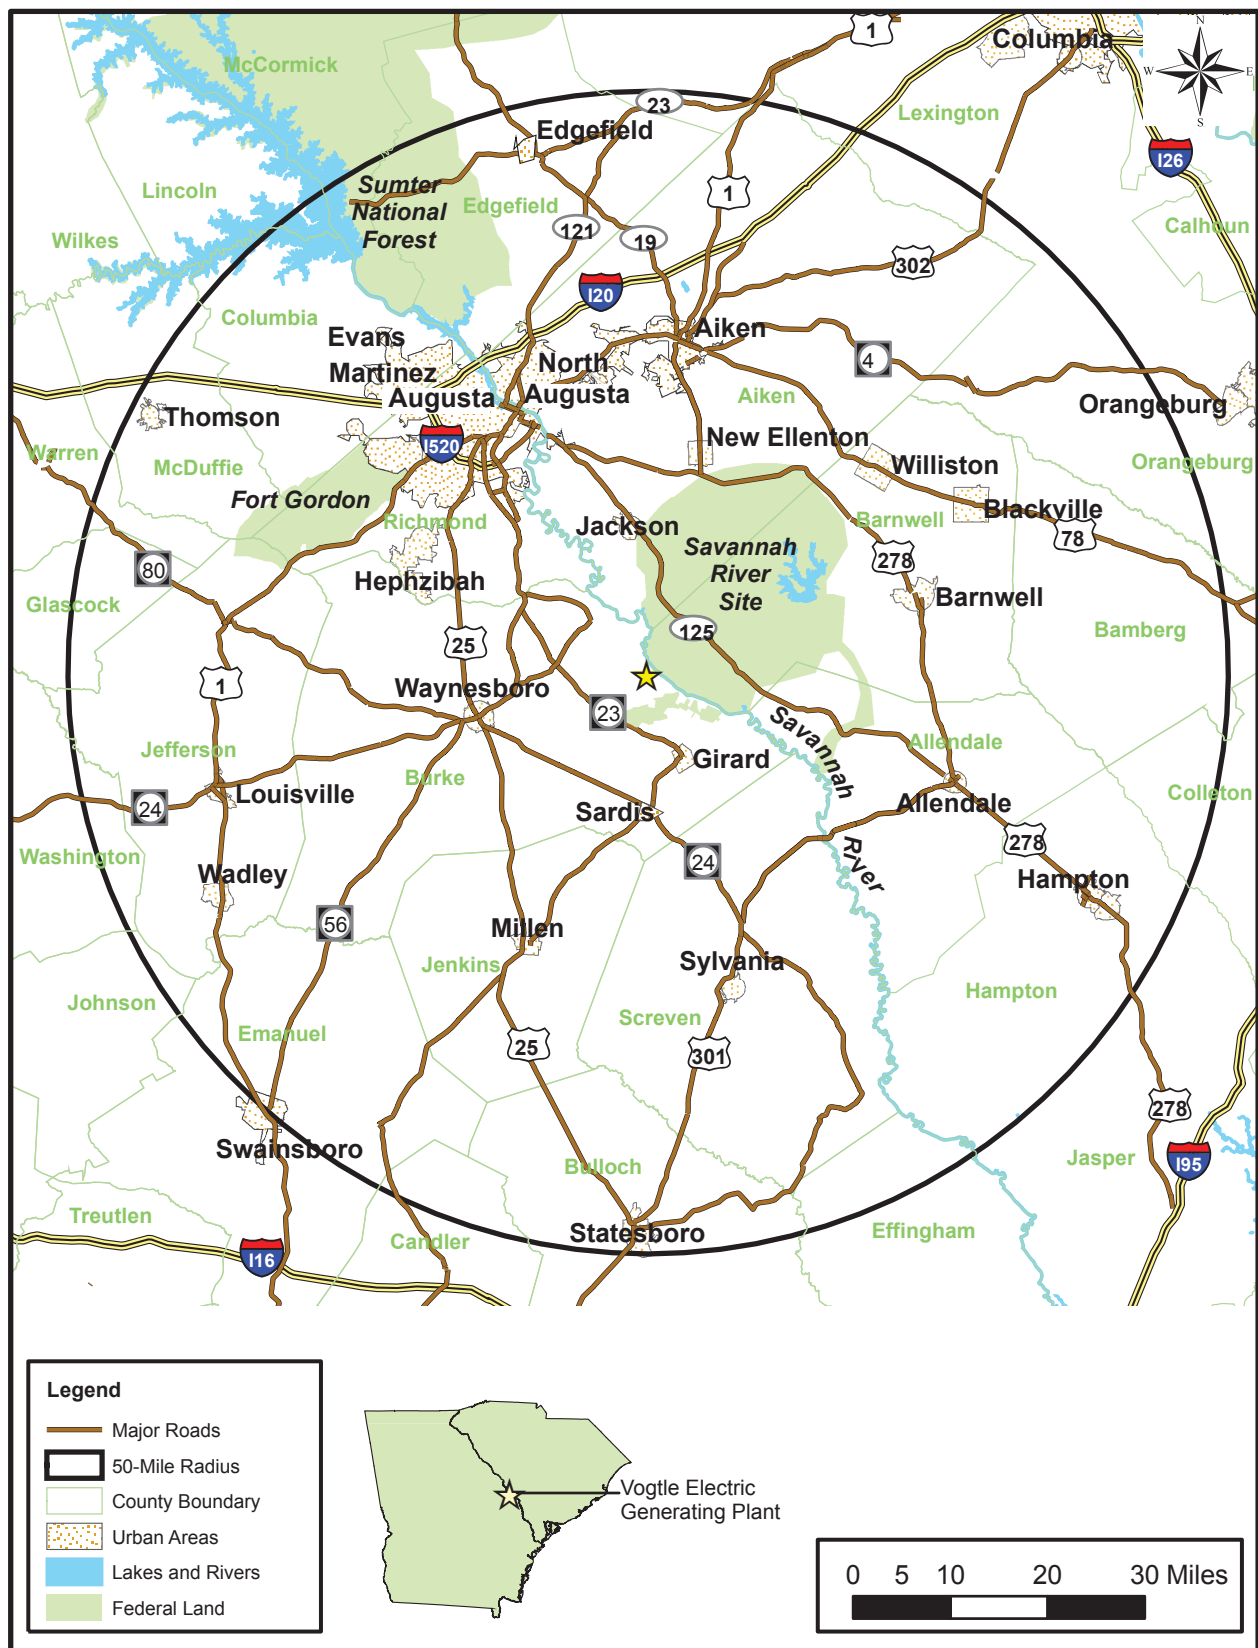 1
Columbia
N
W
E
S
McCormick
23
Lexington
Edgefield
I26
Sumter
National
Forest
Lincoln
Edgefield
1
Calhoun
Wilkes
121
19
302
I20
Columbia
Evans
Aiken
Martinez
North
4
Augusta
Augusta
Aiken
Orangeburg
Thomson
I520
New Ellenton
Warren
McDuffie
Williston
Orangeburg
Fort Gordon
Blackville
Richmond
Jackson
Barnwell
78
Savannah
River
Site
278
80
Hephzibah
Barnwell
Glascock
125
Bamberg
25
1
Waynesboro
23
Savannah
River
Jefferson
Girard
Allendale
Burke
Louisville
Allendale
Colleton
24
Sardis
278
Washington
24
Wadley
Hampton
56
Millen
Jenkins
Sylvania
Hampton
Johnson
Screven
Emanuel
25
301
278
Swainsboro
Bulloch
Jasper
I95
Treutlen
Statesboro
Effingham
Candler
I16
Legend
Major Roads
50-Mile Radius
County Boundary
Urban Areas
Lakes and Rivers
Federal Land
Vogtle Electric
Generating Plant
0 5 10 20 30 Miles